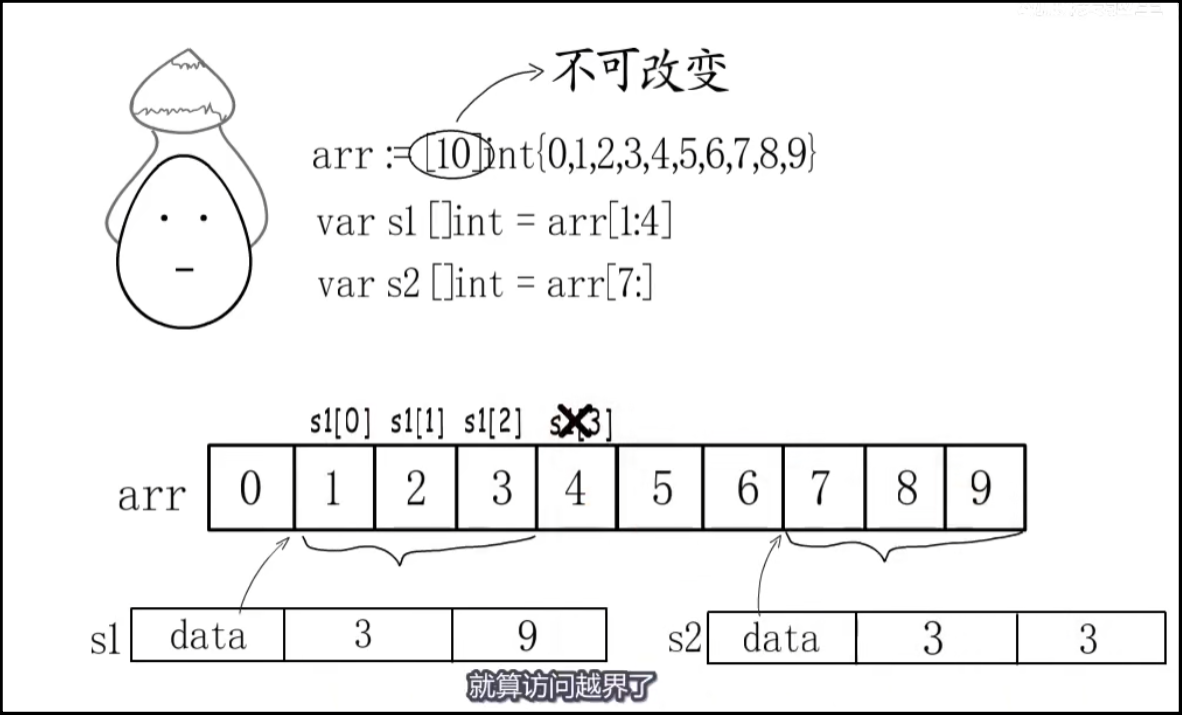 不可改变
arr := [10]int{0,1,2,3,4,5,6,7,8,9}
var s1 []int = arr[1:4]
var s2 []int = arr[7:]
s1[0] s1[1] s1[2] s1[3]
arr 0 1 2 3 4 5 6 7 8 9
s1 data 3 9 s2 data 3 3
就算访问越界了